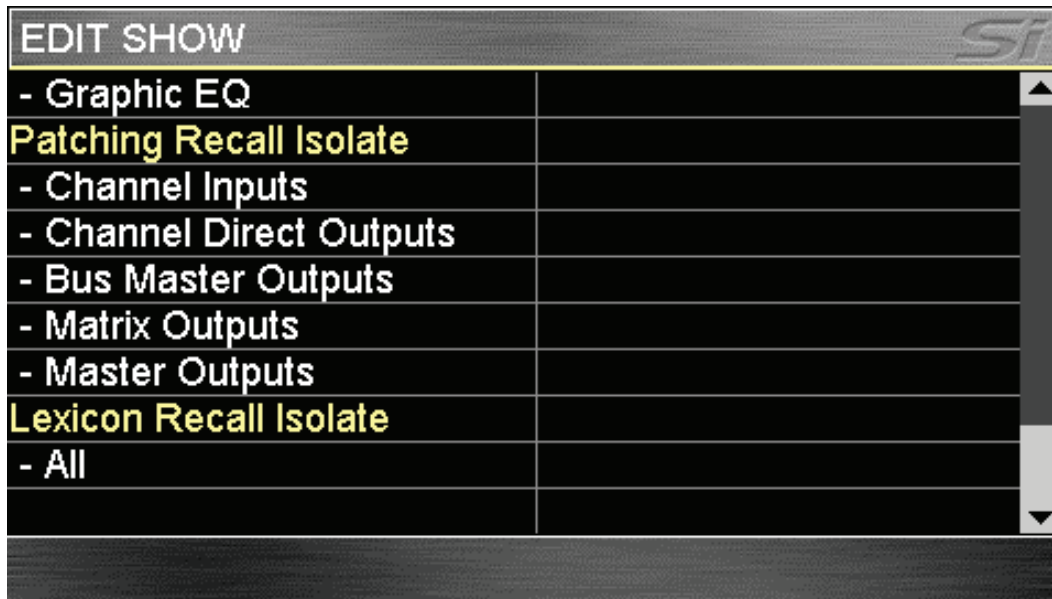 EDIT SHOW Si
- Graphic EQ
Patching Recall Isolate
- Channel Inputs
- Channel Direct Outputs
- Bus Master Outputs
- Matrix Outputs
- Master Outputs
Lexicon Recall Isolate
- All